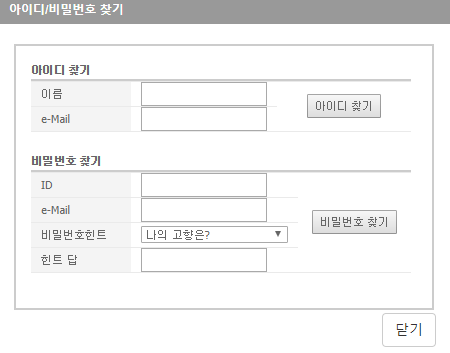 아이디/비밀번호 찾기
아이디 찾기
이름
아이디 찾기
e-Mail
비밀번호 찾기
ID
e-Mail
비밀번호 찾기
비밀번호힌트 나의 고향은?
힌트 답
닫기